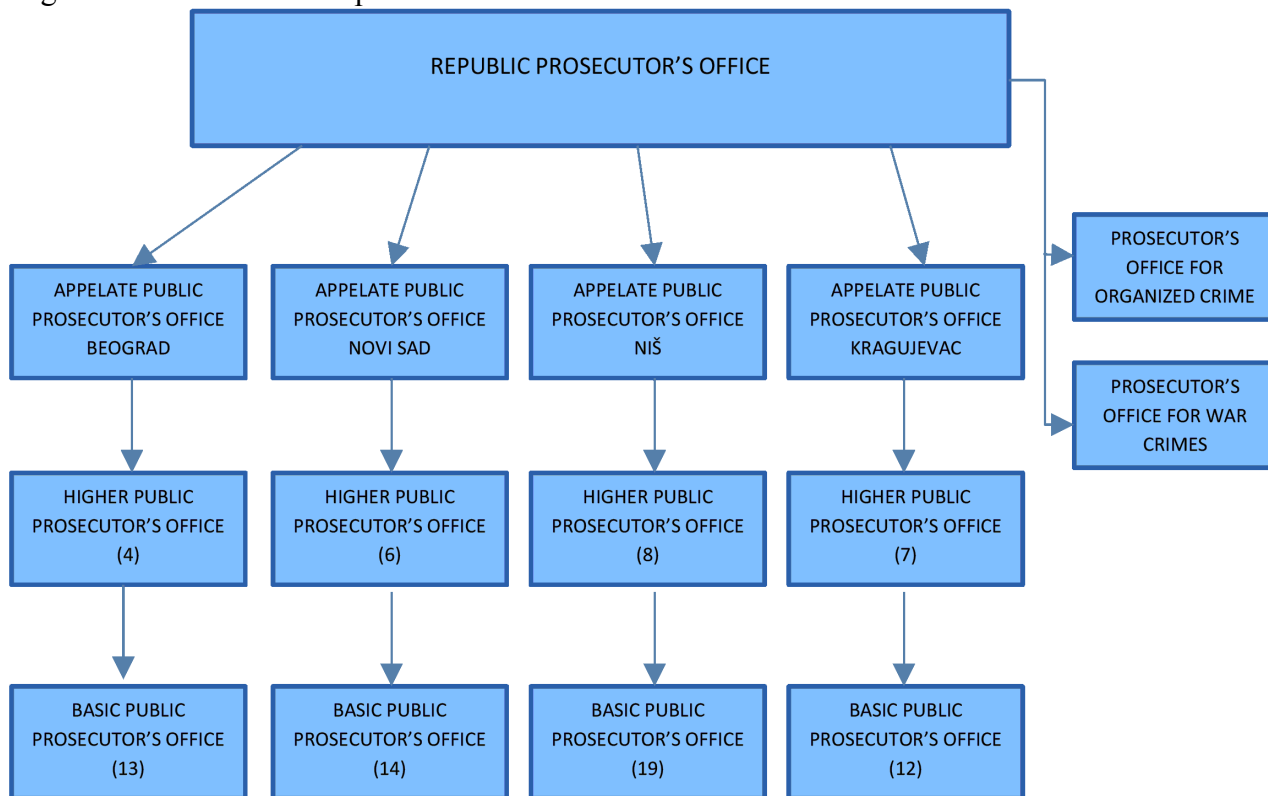 REPUBLIC PROSECUTOR'S OFFICE
PROSECUTOR'S
OFFICE FOR
ORGANIZED CRIME
APPELATE PUBLIC
PROSECUTOR'S OFFICE
BEOGRAD
APPELATE PUBLIC
PROSECUTOR'S OFFICE
NOVI SAD
APPELATE PUBLIC
PROSECUTOR'S OFFICE
NIŠ
APPELATE PUBLIC
PROSECUTOR'S OFFICE
KRAGUJEVAC
PROSECUTOR'S
OFFICE FOR WAR
CRIMES
HIGHER PUBLIC
PROSECUTOR'S OFFICE
(4)
HIGHER PUBLIC
PROSECUTOR'S OFFICE
(6)
HIGHER PUBLIC
PROSECUTOR'S OFFICE
(8)
HIGHER PUBLIC
PROSECUTOR'S OFFICE
(7)
BASIC PUBLIC
PROSECUTOR'S OFFICE
(13)
BASIC PUBLIC
PROSECUTOR'S OFFICE
(14)
BASIC PUBLIC
PROSECUTOR'S OFFICE
(19)
BASIC PUBLIC
PROSECUTOR'S OFFICE
(12)